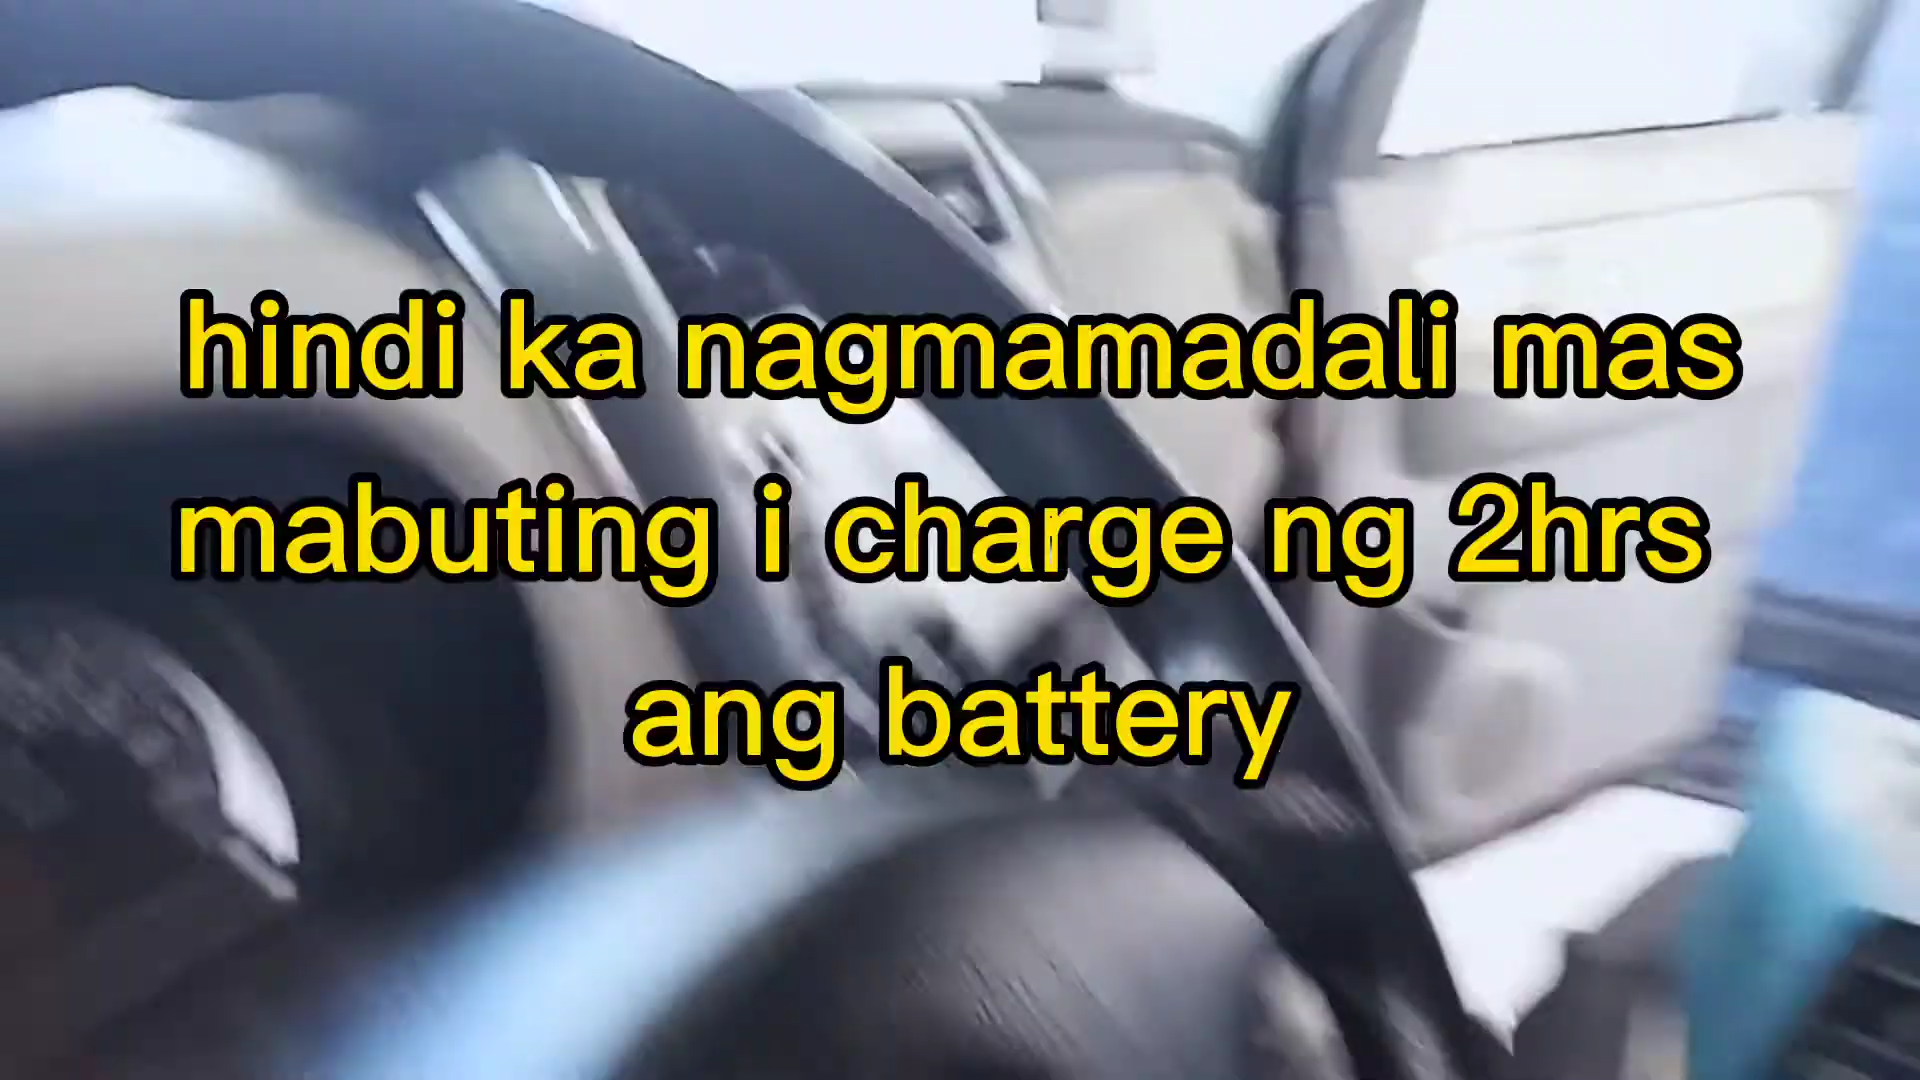 hindi ka nagmamadali mas
mabuting i charge ng 2hrs
ang battery